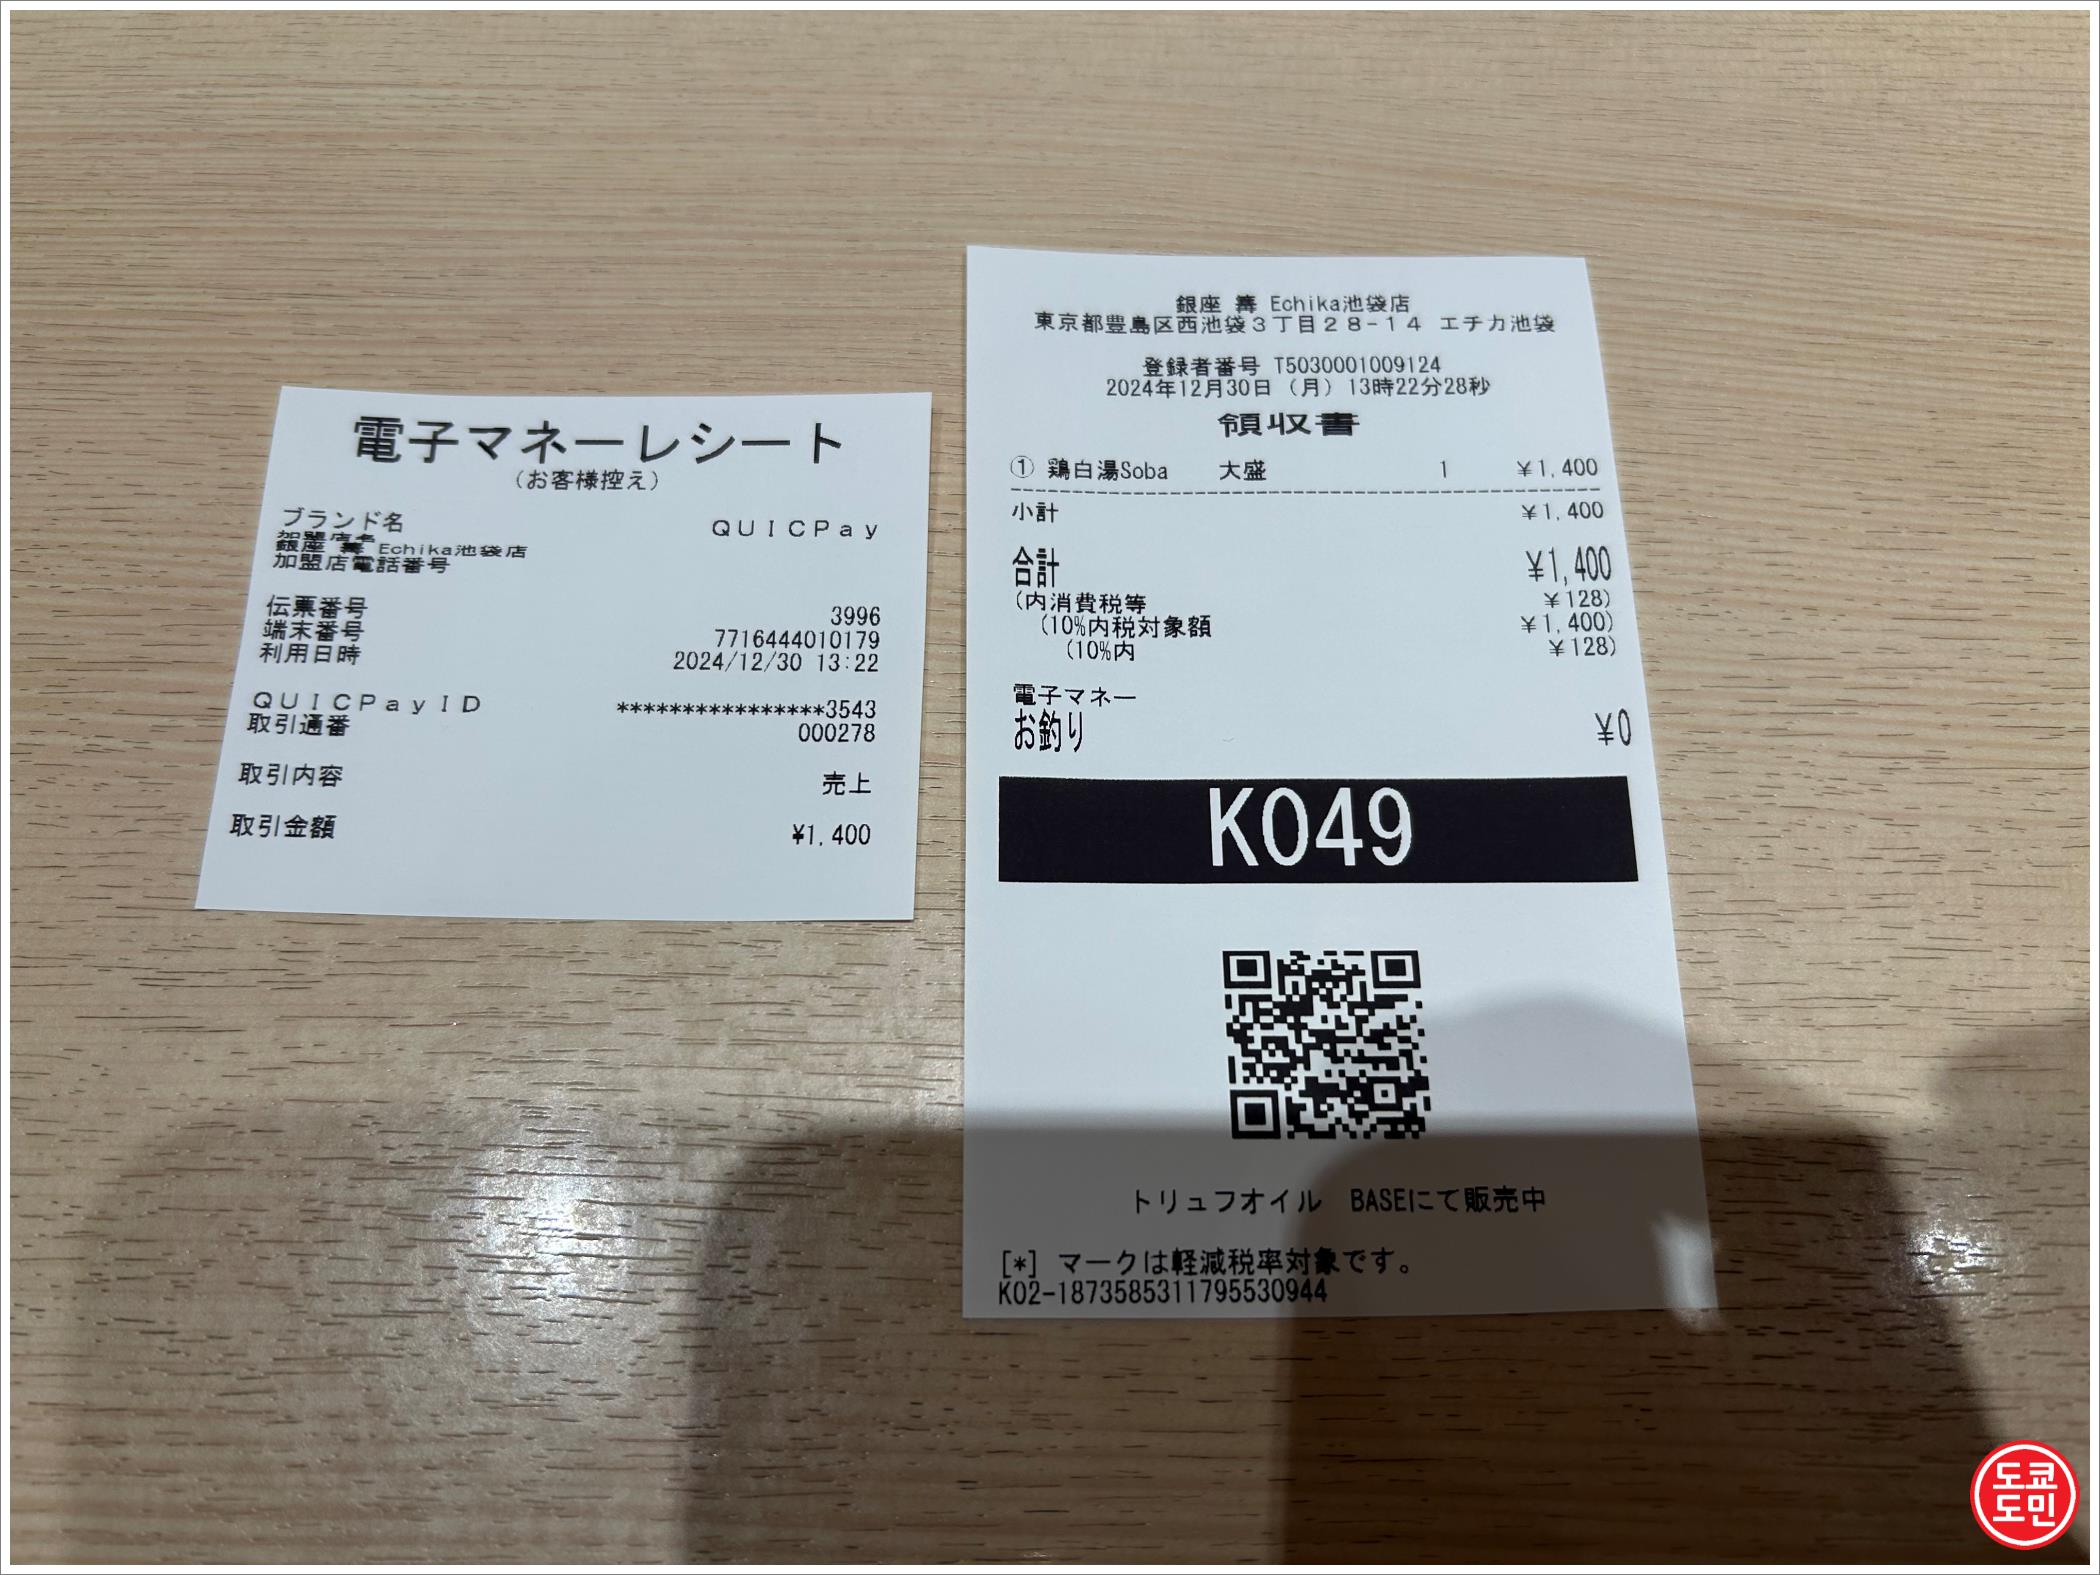 電子マネーレシート
(お客様控え)
ブランド名 QUICPay
加盟店名
銀座 篝 Echika池袋店
加盟店電話番号
伝票番号 3996
端末番号 7716444010179
利用日時 2024/12/30 13:22
QUICPayID ****************3543
取引通番 000278
取引内容 売上
取引金額 ¥1,400
銀座 篝 Echika池袋店
東京都豊島区西池袋3丁目28-14 エチカ池袋
登録者番号 T5030001009124
2024年12月30日(月) 13時22分28秒
領収書
① 鶏白湯Soba 大盛 1 ¥1,400
小計 ¥1,400
合計 ¥1,400
(内消費税等 ¥128)
(10%内税対象額 ¥1,400)
(10%内 ¥128)
電子マネー
お釣り ¥0
K049
トリュフオイル BASEにて販売中
[*] マークは軽減税率対象です。
K02-1873585311795530944
도쿄
도민